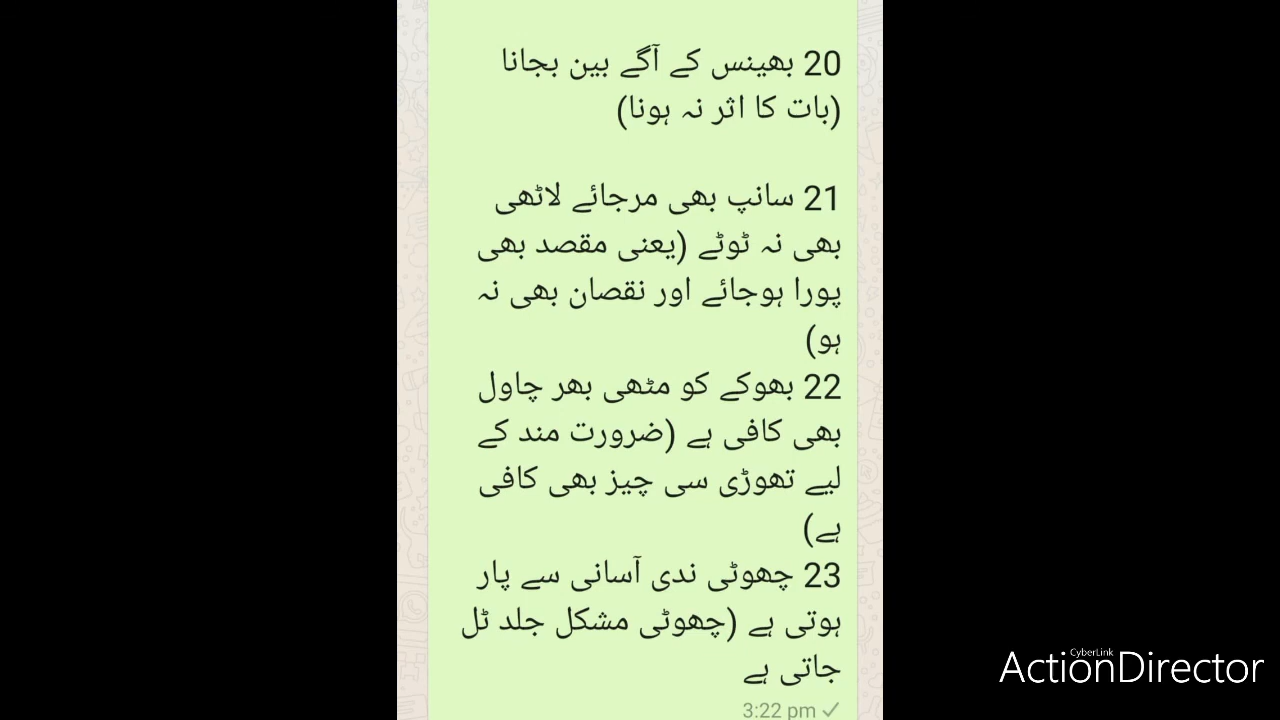 20 بھینس کے آگے بین بجانا
(بات کا اثر نہ ہونا)
21 سانپ بھی مرجائے لاٹھی
بھی نہ ٹوٹے (یعنی مقصد بھی
پورا ہوجائے اور نقصان بھی نہ
ہو)
22 بھوکے کو مٹھی بھر چاول
بھی کافی ہے (ضرورت مند کے
لیے تھوڑی سی چیز بھی کافی
ہے)
23 چھوٹی ندی آسانی سے پار
ہوتی ہے (چھوٹی مشکل جلد ٹل
جاتی ہے
3:22 pm ✓
CyberLink
ActionDirector